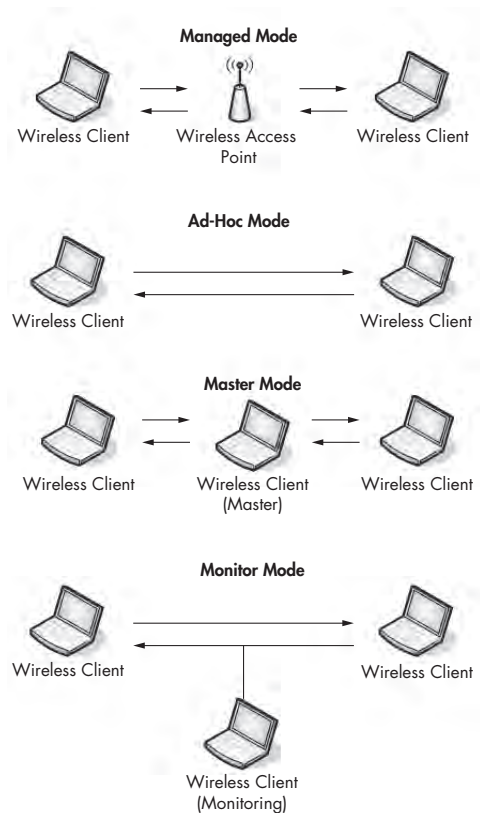 Managed Mode
Wireless Client
Wireless Access
Point
Wireless Client
Ad-Hoc Mode
Wireless Client
Wireless Client
Master Mode
Wireless Client
Wireless Client
(Master)
Wireless Client
Monitor Mode
Wireless Client
Wireless Client
Wireless Client
(Monitoring)